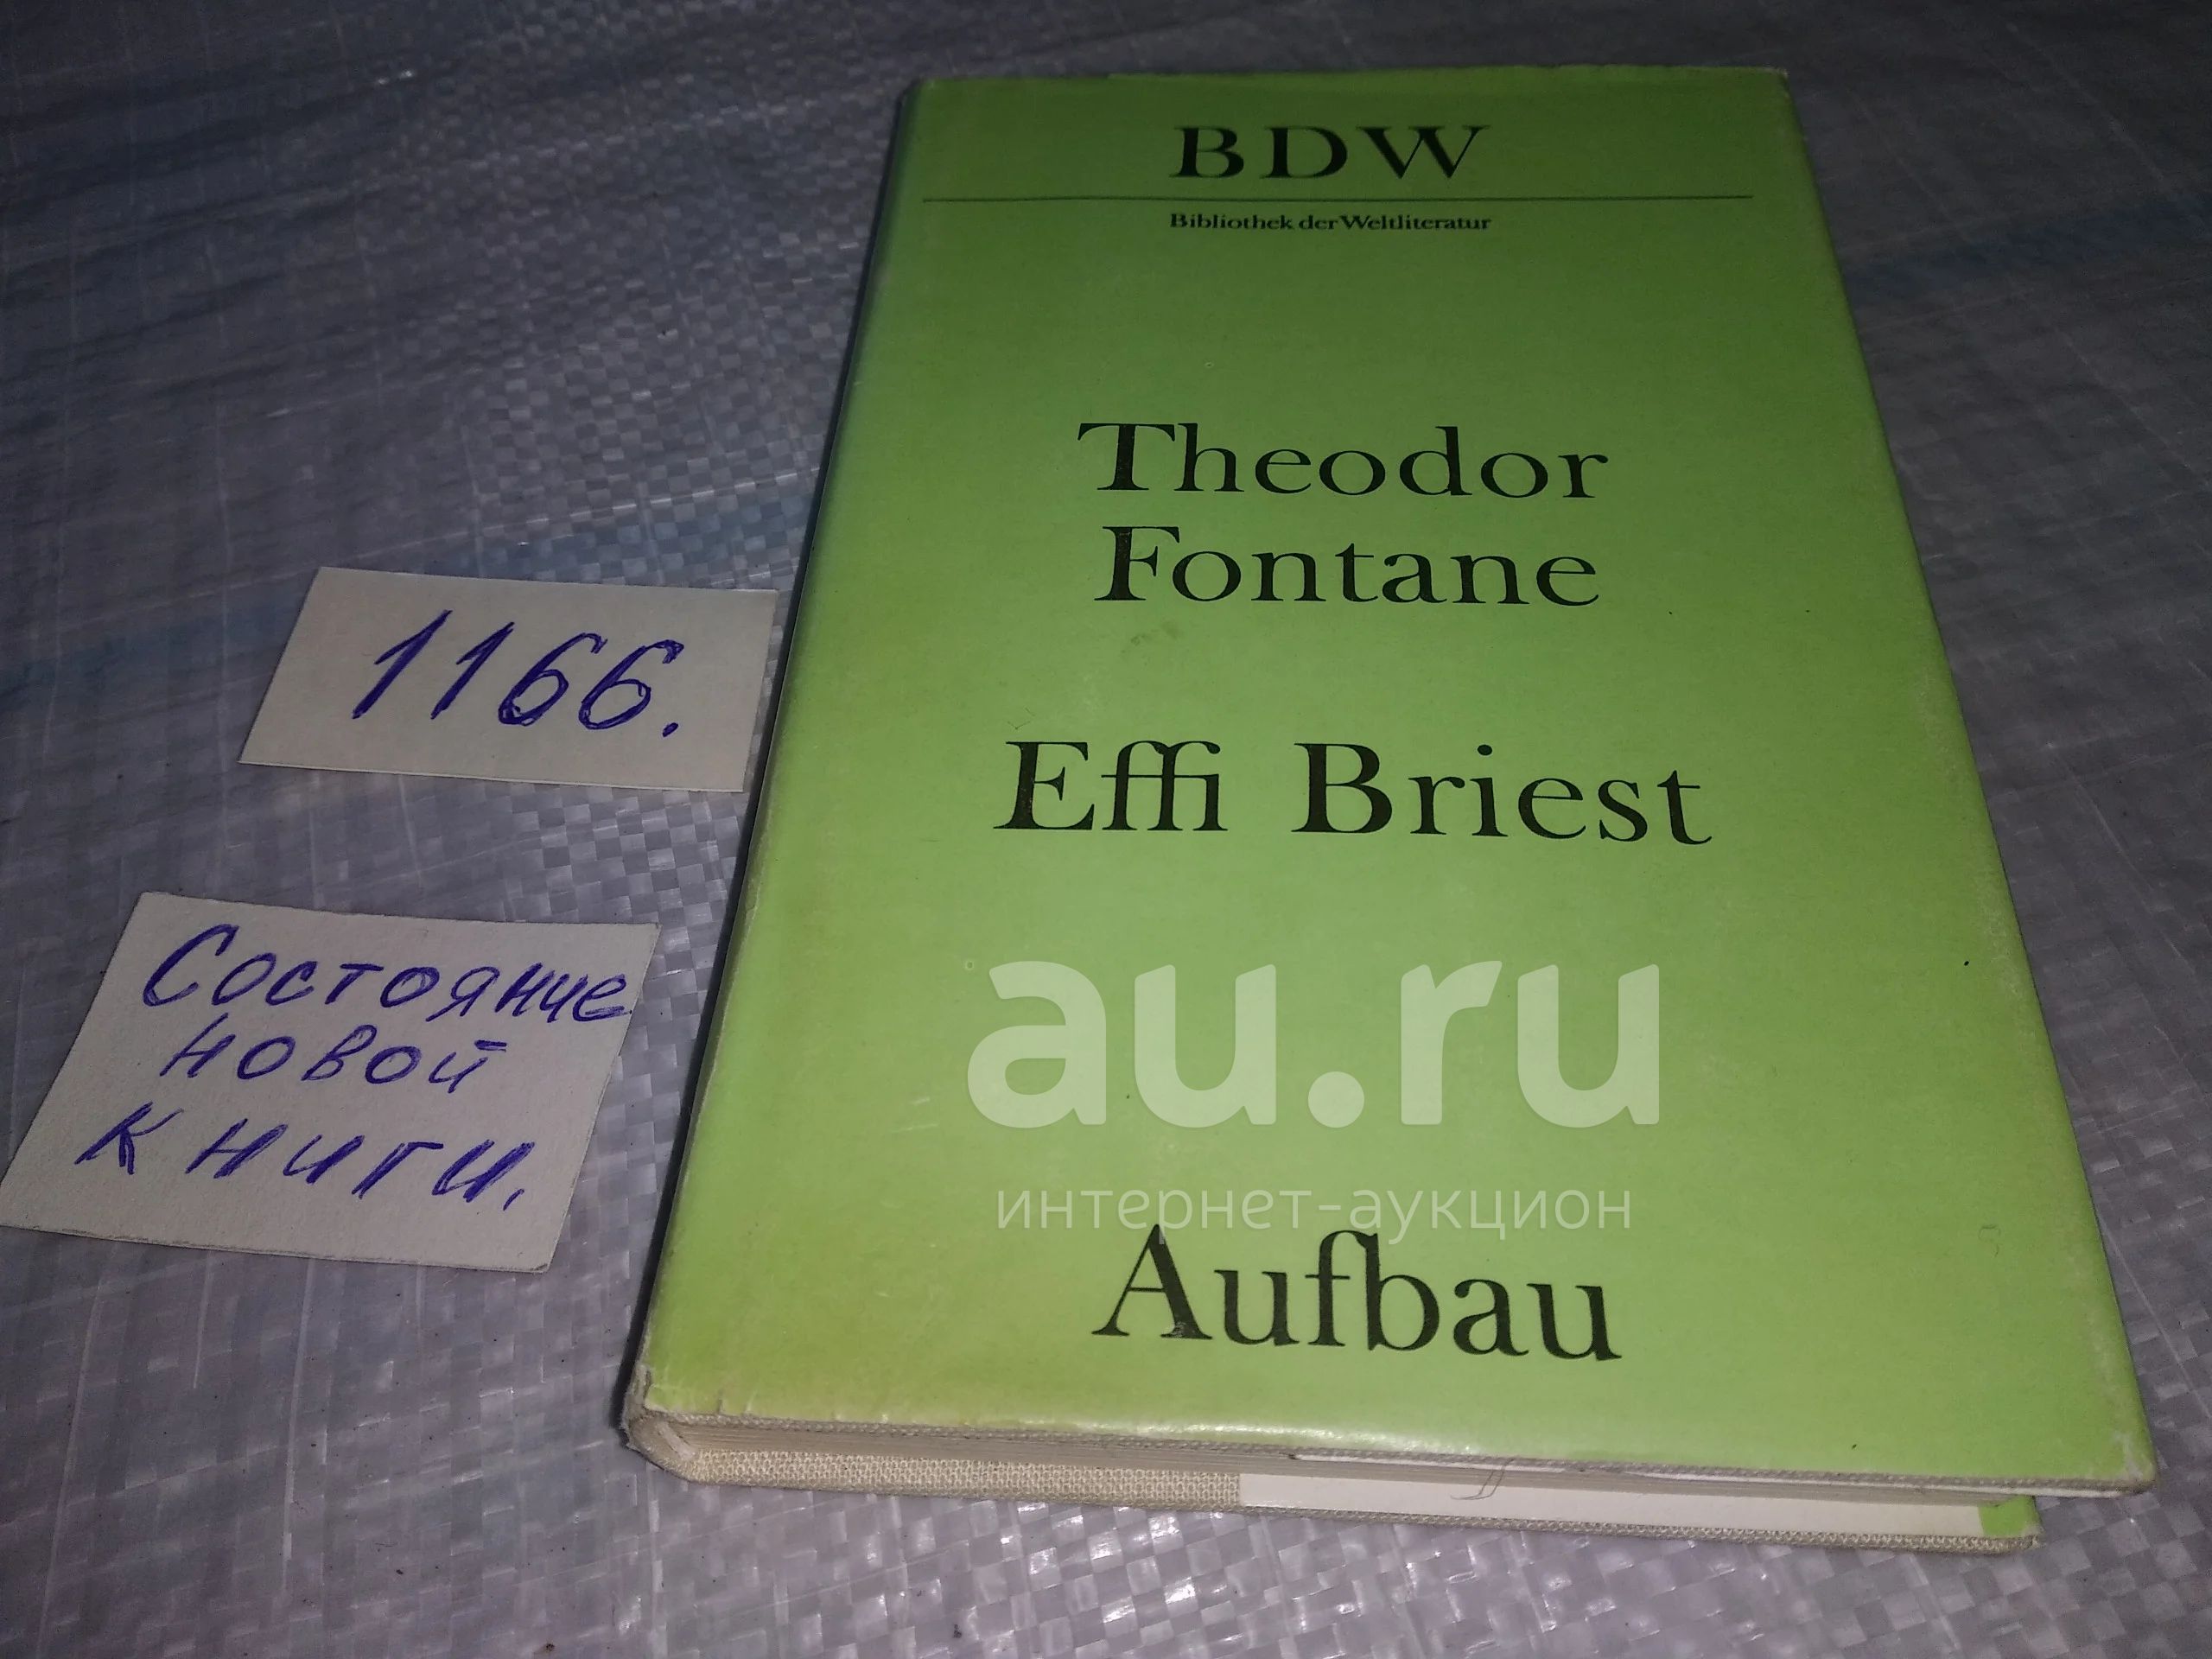 BDW
Bibliothek der Weltliteratur
Theodor
Fontane
Effi Briest
Aufbau
1166.
Состояние
новой
книги.
au.ru
интернет-аукцион